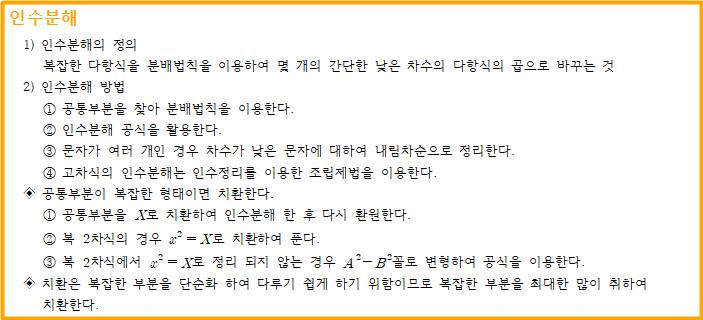 인수분해
1) 인수분해의 정의
복잡한 다항식을 분배법칙을 이용하여 몇 개의 간단한 낮은 차수의 다항식의 곱으로 바꾸는 것
2) 인수분해 방법
① 공통부분을 찾아 분배법칙을 이용한다.
② 인수분해 공식을 활용한다.
③ 문자가 여러 개인 경우 차수가 낮은 문자에 대하여 내림차순으로 정리한다.
④ 고차식의 인수분해는 인수정리를 이용한 조립제법을 이용한다.
◈ 공통부분이 복잡한 형태이면 치환한다.
① 공통부분을 X로 치환하여 인수분해 한 후 다시 환원한다.
② 복 2차식의 경우 x² = X로 치환하여 푼다.
③ 복 2차식에서 x² = X로 정리 되지 않는 경우 A² − B²꼴로 변형하여 공식을 이용한다.
◈ 치환은 복잡한 부분을 단순화 하여 다루기 쉽게 하기 위함이므로 복잡한 부분을 최대한 많이 취하여
치환한다.